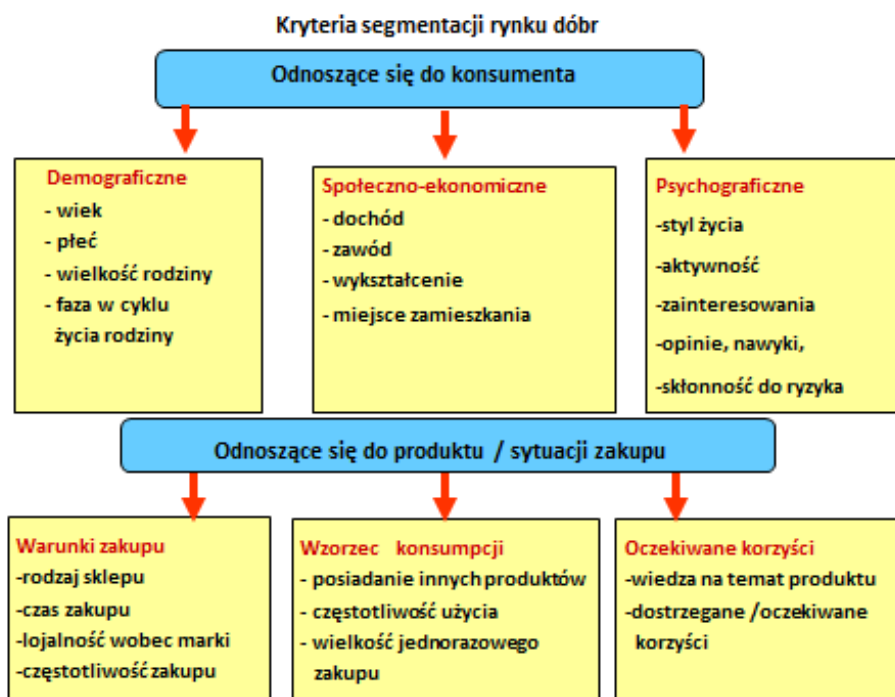 Kryteria segmentacji rynku dóbr
Odnoszące się do konsumenta
Demograficzne
- wiek
- płeć
- wielkość rodziny
- faza w cyklu
życia rodziny
Społeczno-ekonomiczne
- dochód
- zawód
- wykształcenie
- miejsce zamieszkania
Psychograficzne
-styl życia
-aktywność
-zainteresowania
-opinie, nawyki,
-skłonność do ryzyka
Odnoszące się do produktu / sytuacji zakupu
Warunki zakupu
-rodzaj sklepu
-czas zakupu
-lojalność wobec marki
-częstotliwość zakupu
Wzorzec konsumpcji
- posiadanie innych produktów
- częstotliwość użycia
- wielkość jednorazowego
zakupu
Oczekiwane korzyści
-wiedza na temat produktu
-dostrzegane /oczekiwane
korzyści